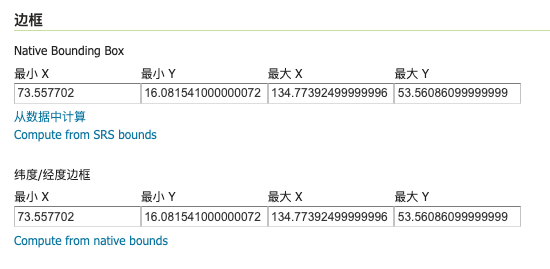 边框
Native Bounding Box
最小 X 最小 Y 最大 X 最大 Y
73.557702 16.081541000000072 134.77392499999996 53.56086099999999
从数据中计算
Compute from SRS bounds
纬度/经度边框
最小 X 最小 Y 最大 X 最大 Y
73.557702 16.081541000000072 134.77392499999996 53.56086099999999
Compute from native bounds